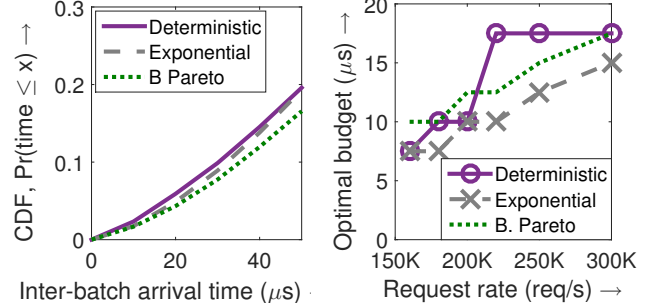 0.3
0.2
0.1
0
CDF, Pr(time ≤ x) →
Deterministic
Exponential
B Pareto
0 20 40
Inter-batch arrival time (μs) -
20
15
10
5
0
Optimal budget (μs) →
Deterministic
Exponential
B. Pareto
150K 200K 250K 300K
Request rate (req/s) →